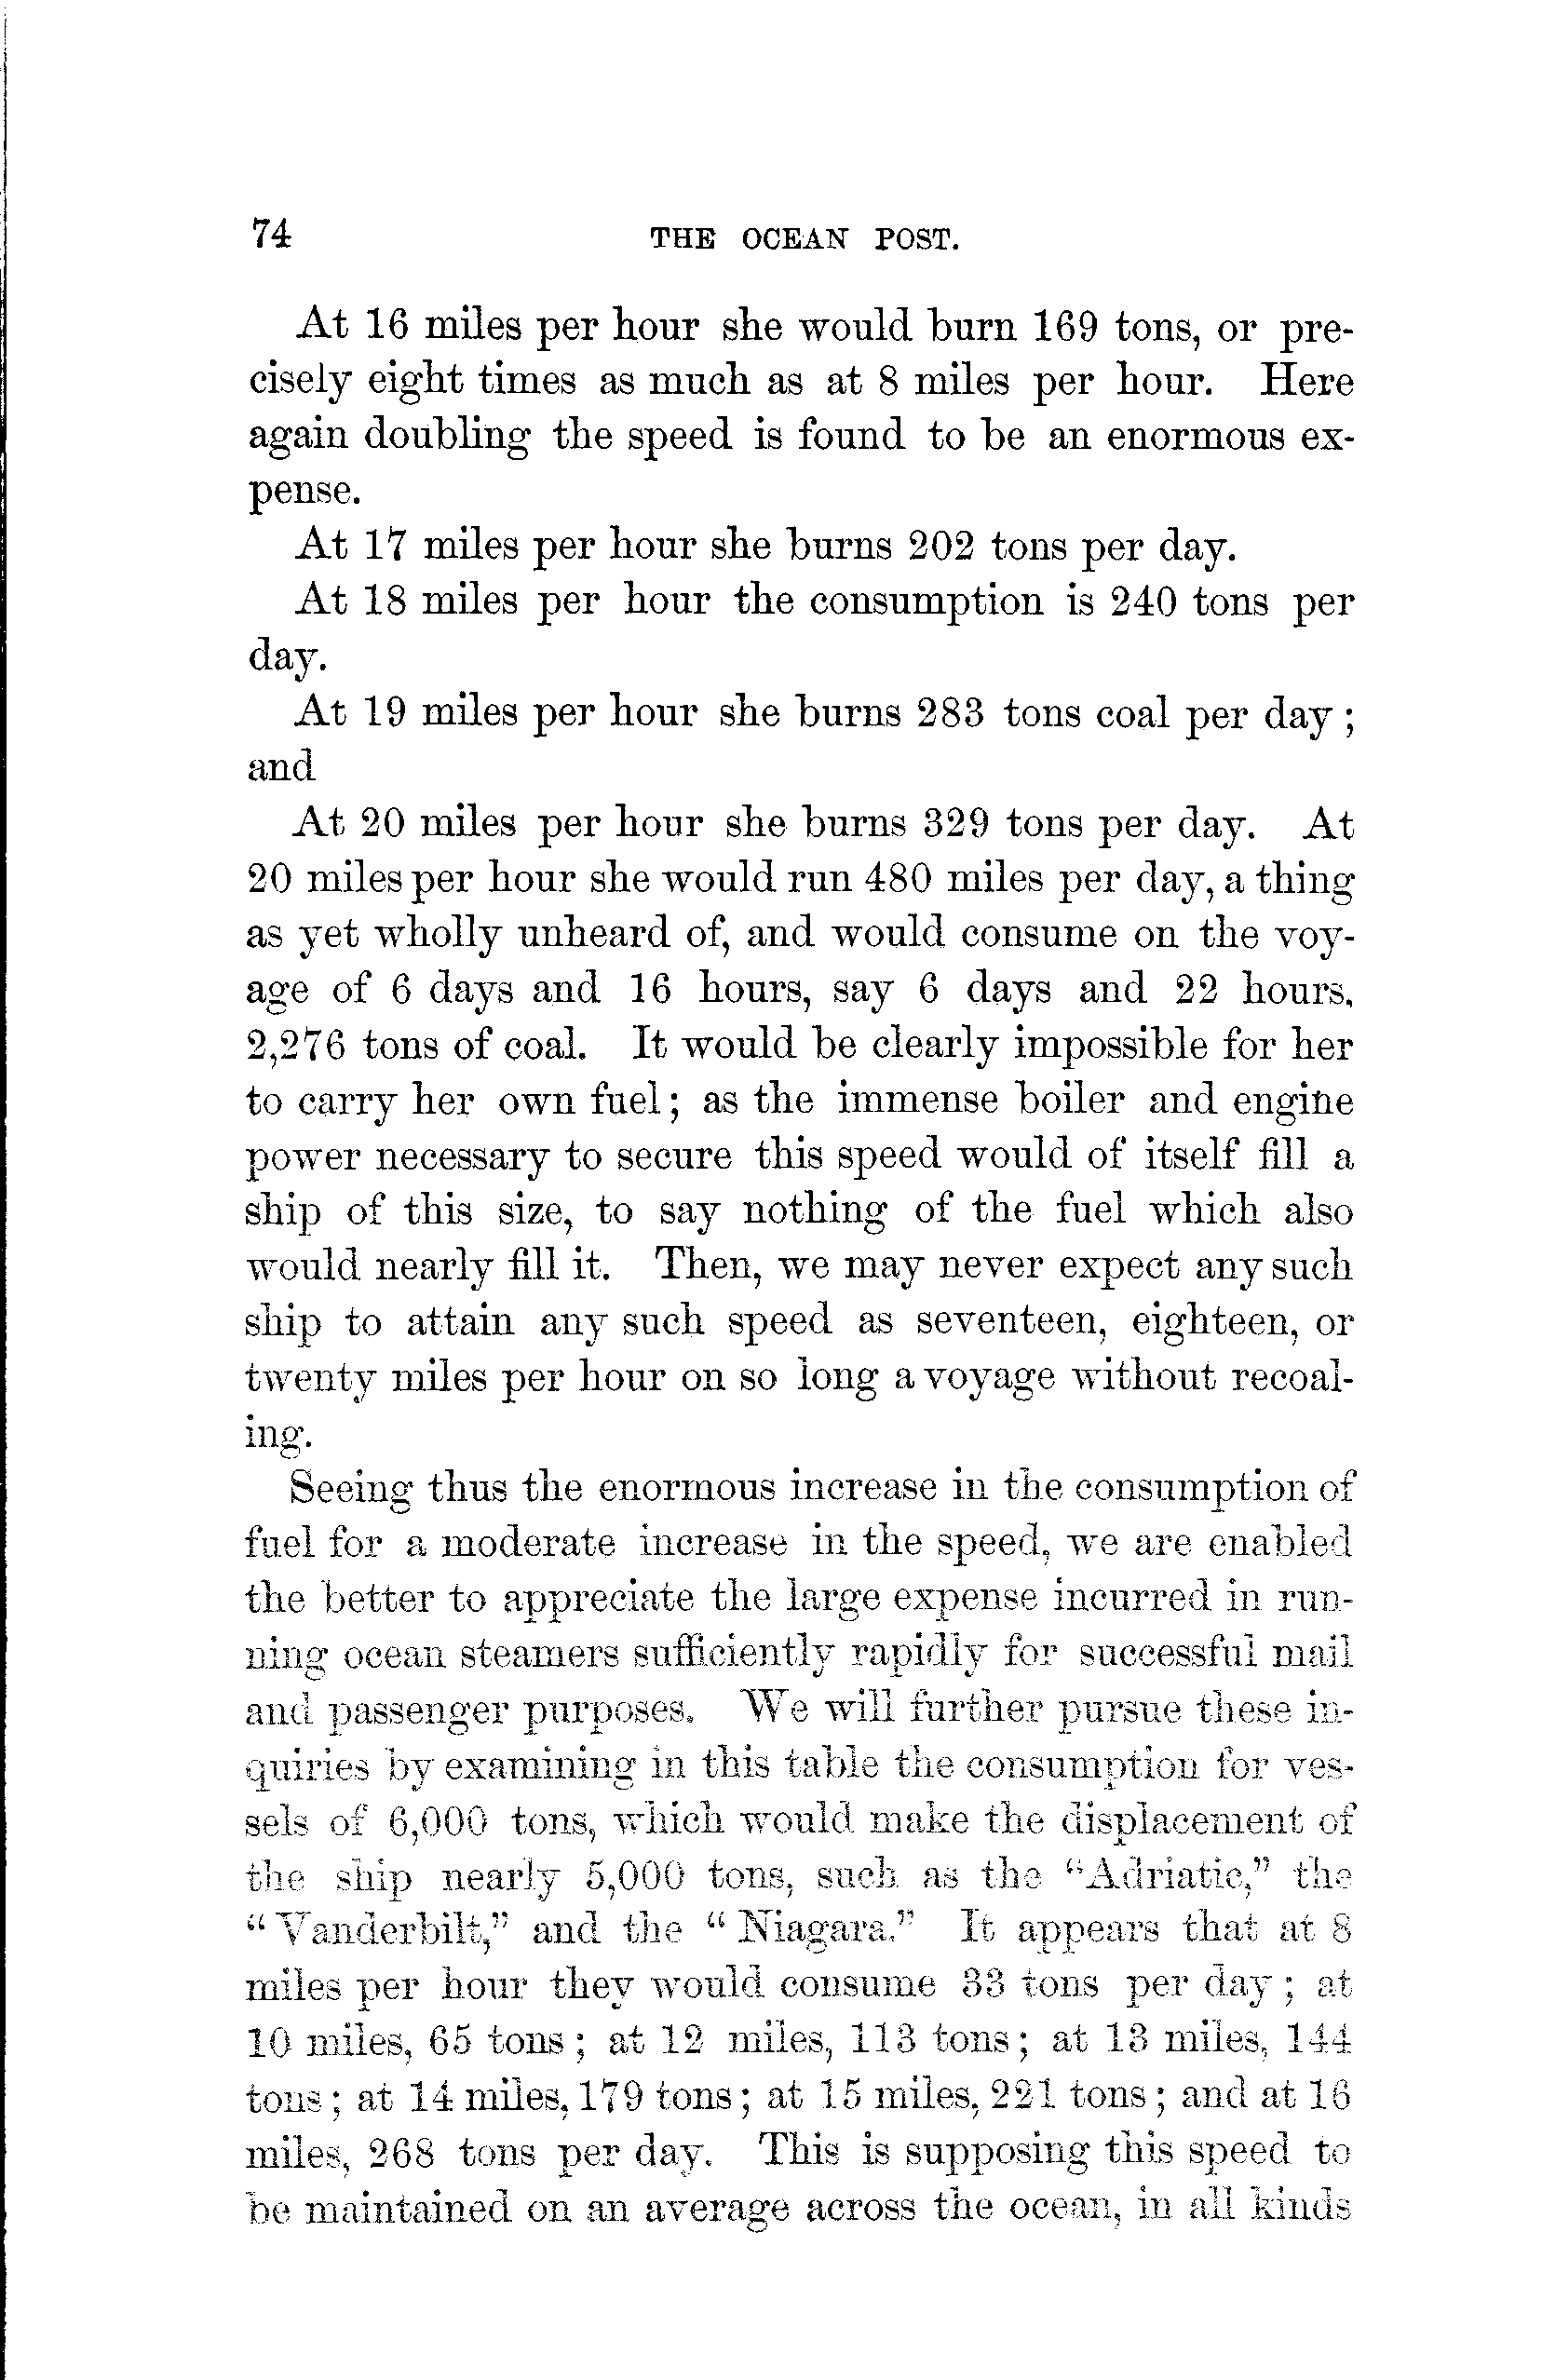 74 THE OCEAN POST.
At 16 miles per hour she would burn 169 tons, or pre-
cisely eight times as much as at 8 miles per hour. Here
again doubling the speed is found to be an enormous ex-
pense.
At 17 miles per hour she burns 202 tons per day.
At 18 miles per hour the consumption is 240 tons per
day.
At 19 miles per hour she burns 283 tons coal per day ;
and
At 20 miles per hour she burns 329 tons per day. At
20 miles per hour she would run 480 miles per day, a thing
as yet wholly unheard of, and would consume on the voy-
age of 6 days and 16 hours, say 6 days and 22 hours,
2,276 tons of coal. It would be clearly impossible for her
to carry her own fuel ; as the immense boiler and engine
power necessary to secure this speed would of itself fill a
ship of this size, to say nothing of the fuel which also
would nearly fill it. Then, we may never expect any such
ship to attain any such speed as seventeen, eighteen, or
twenty miles per hour on so long a voyage without recoal-
ing.
Seeing thus the enormous increase in the consumption of
fuel for a moderate increase in the speed, we are enabled
the better to appreciate the large expense incurred in run-
ning ocean steamers sufficiently rapidly for successful mail
and passenger purposes. We will further pursue these in-
quiries by examining in this table the consumption for ves-
sels of 6,000 tons, which would make the displacement of
the ship nearly 5,000 tons, such as the "Adriatic," the
"Vanderbilt," and the "Niagara." It appears that at 8
miles per hour they would consume 33 tons per day ; at
10 miles, 65 tons ; at 12 miles, 113 tons ; at 13 miles, 144
tons ; at 14 miles, 179 tons ; at 15 miles, 221 tons ; and at 16
miles, 268 tons per day. This is supposing this speed to
be maintained on an average across the ocean, in all kinds